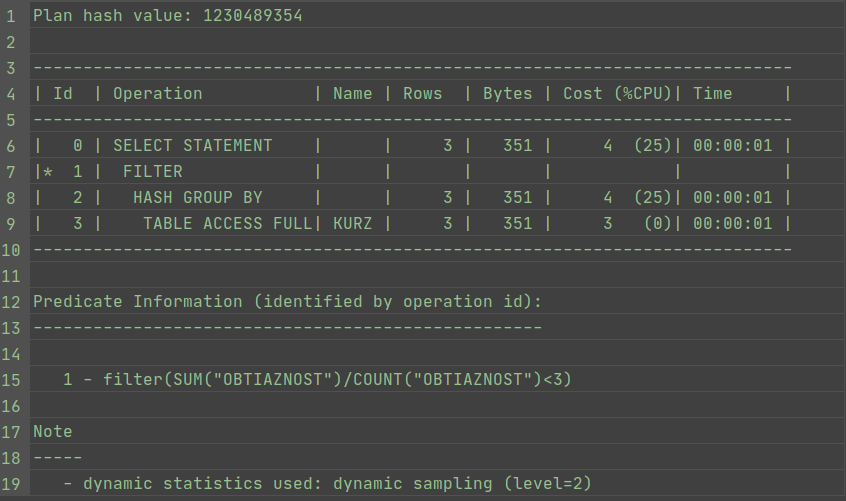 1 Plan hash value: 1230489354
2
3 ----------------------------------------------------------------------------
4 | Id  | Operation           | Name | Rows  | Bytes | Cost (%CPU)| Time     |
5 ----------------------------------------------------------------------------
6 |   0 | SELECT STATEMENT    |      |     3 |   351 |     4  (25)| 00:00:01 |
7 |*  1 |  FILTER             |      |       |       |            |          |
8 |   2 |   HASH GROUP BY     |      |     3 |   351 |     4  (25)| 00:00:01 |
9 |   3 |    TABLE ACCESS FULL| KURZ |     3 |   351 |     3   (0)| 00:00:01 |
10 ----------------------------------------------------------------------------
11
12 Predicate Information (identified by operation id):
13 ---------------------------------------------------
14
15    1 - filter(SUM("OBTIAZNOST")/COUNT("OBTIAZNOST")<3)
16
17 Note
18 -----
19    - dynamic statistics used: dynamic sampling (level=2)